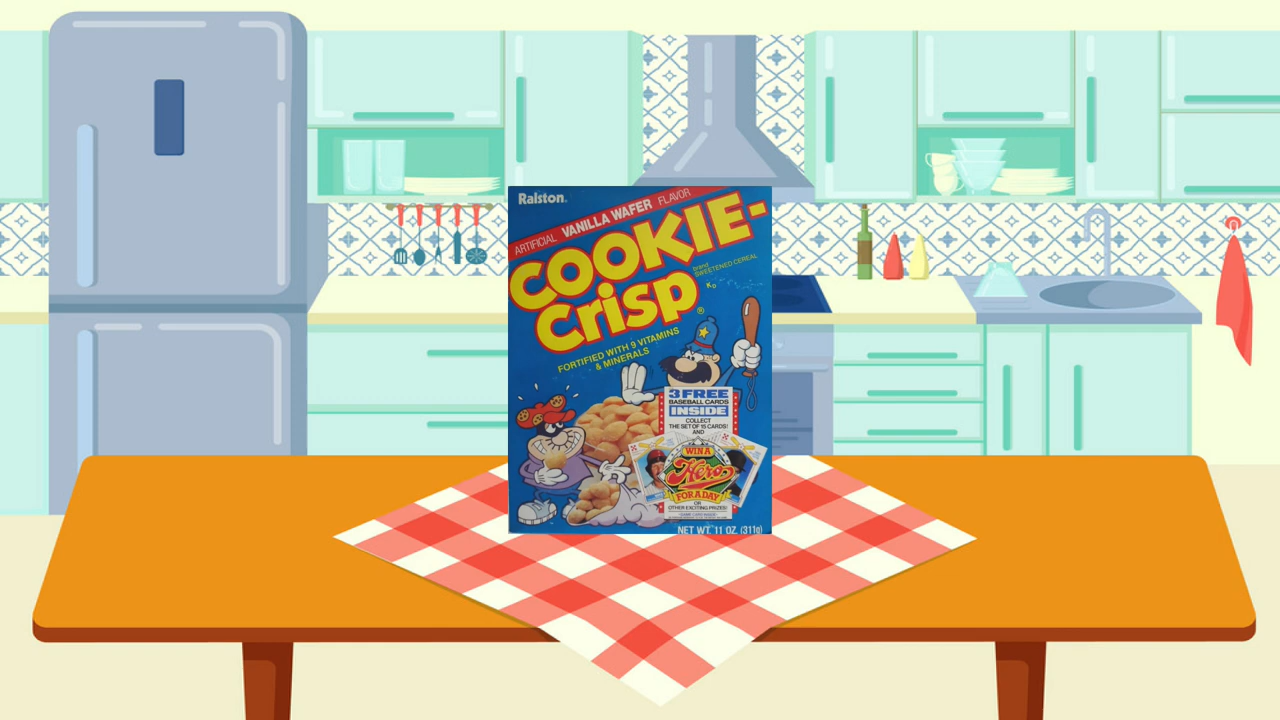 Ralston
ARTIFICIAL VANILLA WAFER FLAVOR
COOKIE-
Crisp®
brand
SWEETENED CEREAL
K
FORTIFIED WITH 9 VITAMINS
& MINERALS
3 FREE
BASEBALL CARDS
INSIDE
COLLECT
THE SET OF 15 CARDS!
AND
WIN A
Hero
FOR A DAY
OR
OTHER EXCITING PRIZES!
NET WT. 11 OZ. (311g)